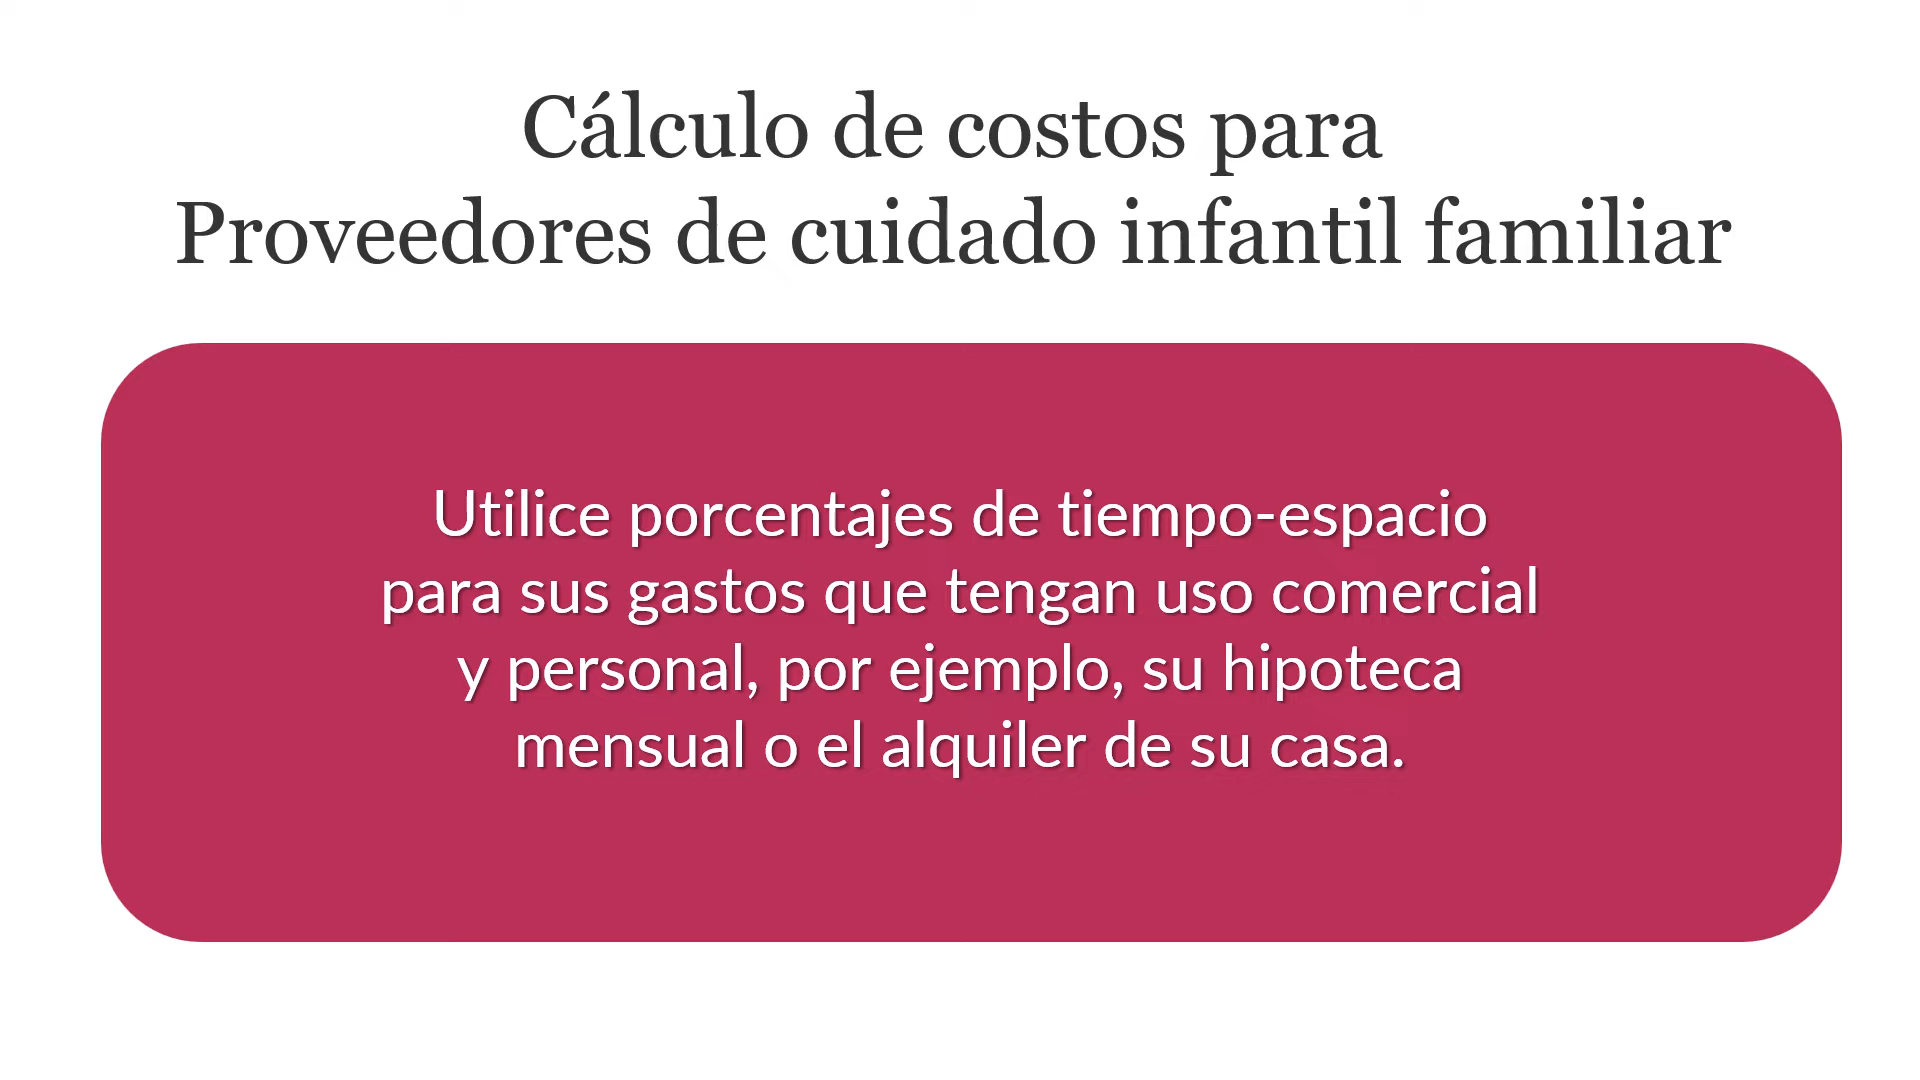 Cálculo de costos para
Proveedores de cuidado infantil familiar
Utilice porcentajes de tiempo-espacio
para sus gastos que tengan uso comercial
y personal, por ejemplo, su hipoteca
mensual o el alquiler de su casa.